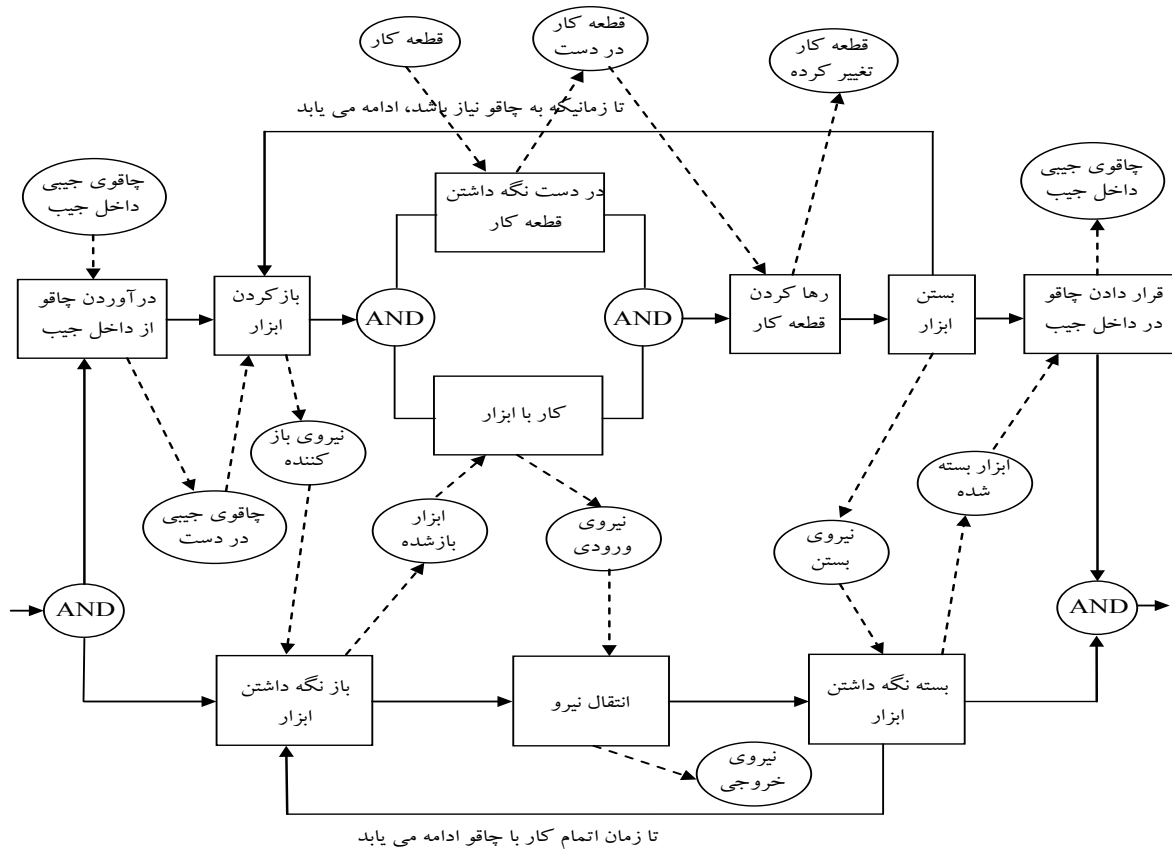 قطعه کار
قطعه کار
در دست
قطعه کار
تغییر کرده
تا زمانیکه به چاقو نیاز باشد، ادامه می یابد
چاقوی جیبی
داخل جیب
در دست نگه داشتن
قطعه کار
چاقوی جیبی
داخل جیب
درآوردن چاقو
از داخل جیب
بازکردن
ابزار
AND
AND
رها کردن
قطعه کار
بستن
ابزار
قرار دادن چاقو
در داخل جیب
کار با ابزار
نیروی باز
کننده
ابزار بسته
شده
چاقوی جیبی
در دست
ابزار
بازشده
نیروی
ورودی
نیروی
بستن
AND
AND
باز نگه داشتن
ابزار
انتقال نیرو
بسته نگه داشتن
ابزار
نیروی
خروجی
تا زمان اتمام کار با چاقو ادامه می یابد